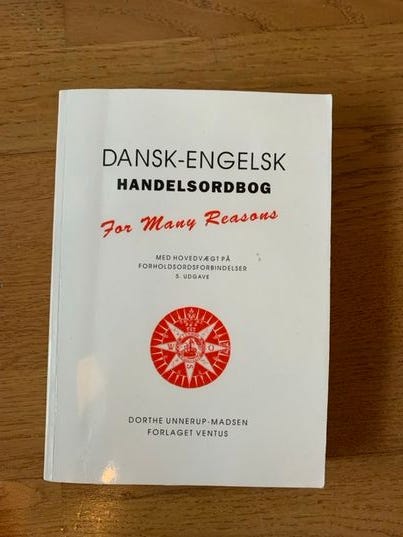 DANSK-ENGELSK
HANDELSORDBOG
For Many Reasons
MED HOVEDVÆGT PÅ
FORHOLDSORDSFORBINDELSER
5. UDGAVE
W
O
S
DORTHE UNNERUP-MADSEN
FORLAGET VENTUS